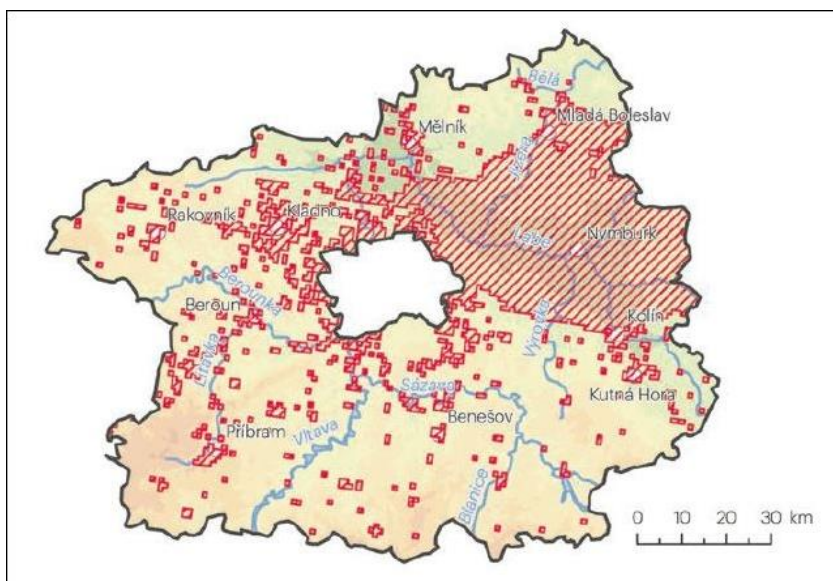 Bělá
Mladá Boleslav
Mělník
Jizera
Rakovník
Kladno
Labe
Nymburk
Berounka
Beroun
Výrovka
Kolín
Litavka
Sázava
Kutná Hora
Benešov
Příbram
Vltava
Blanice
0 10 20 30 km